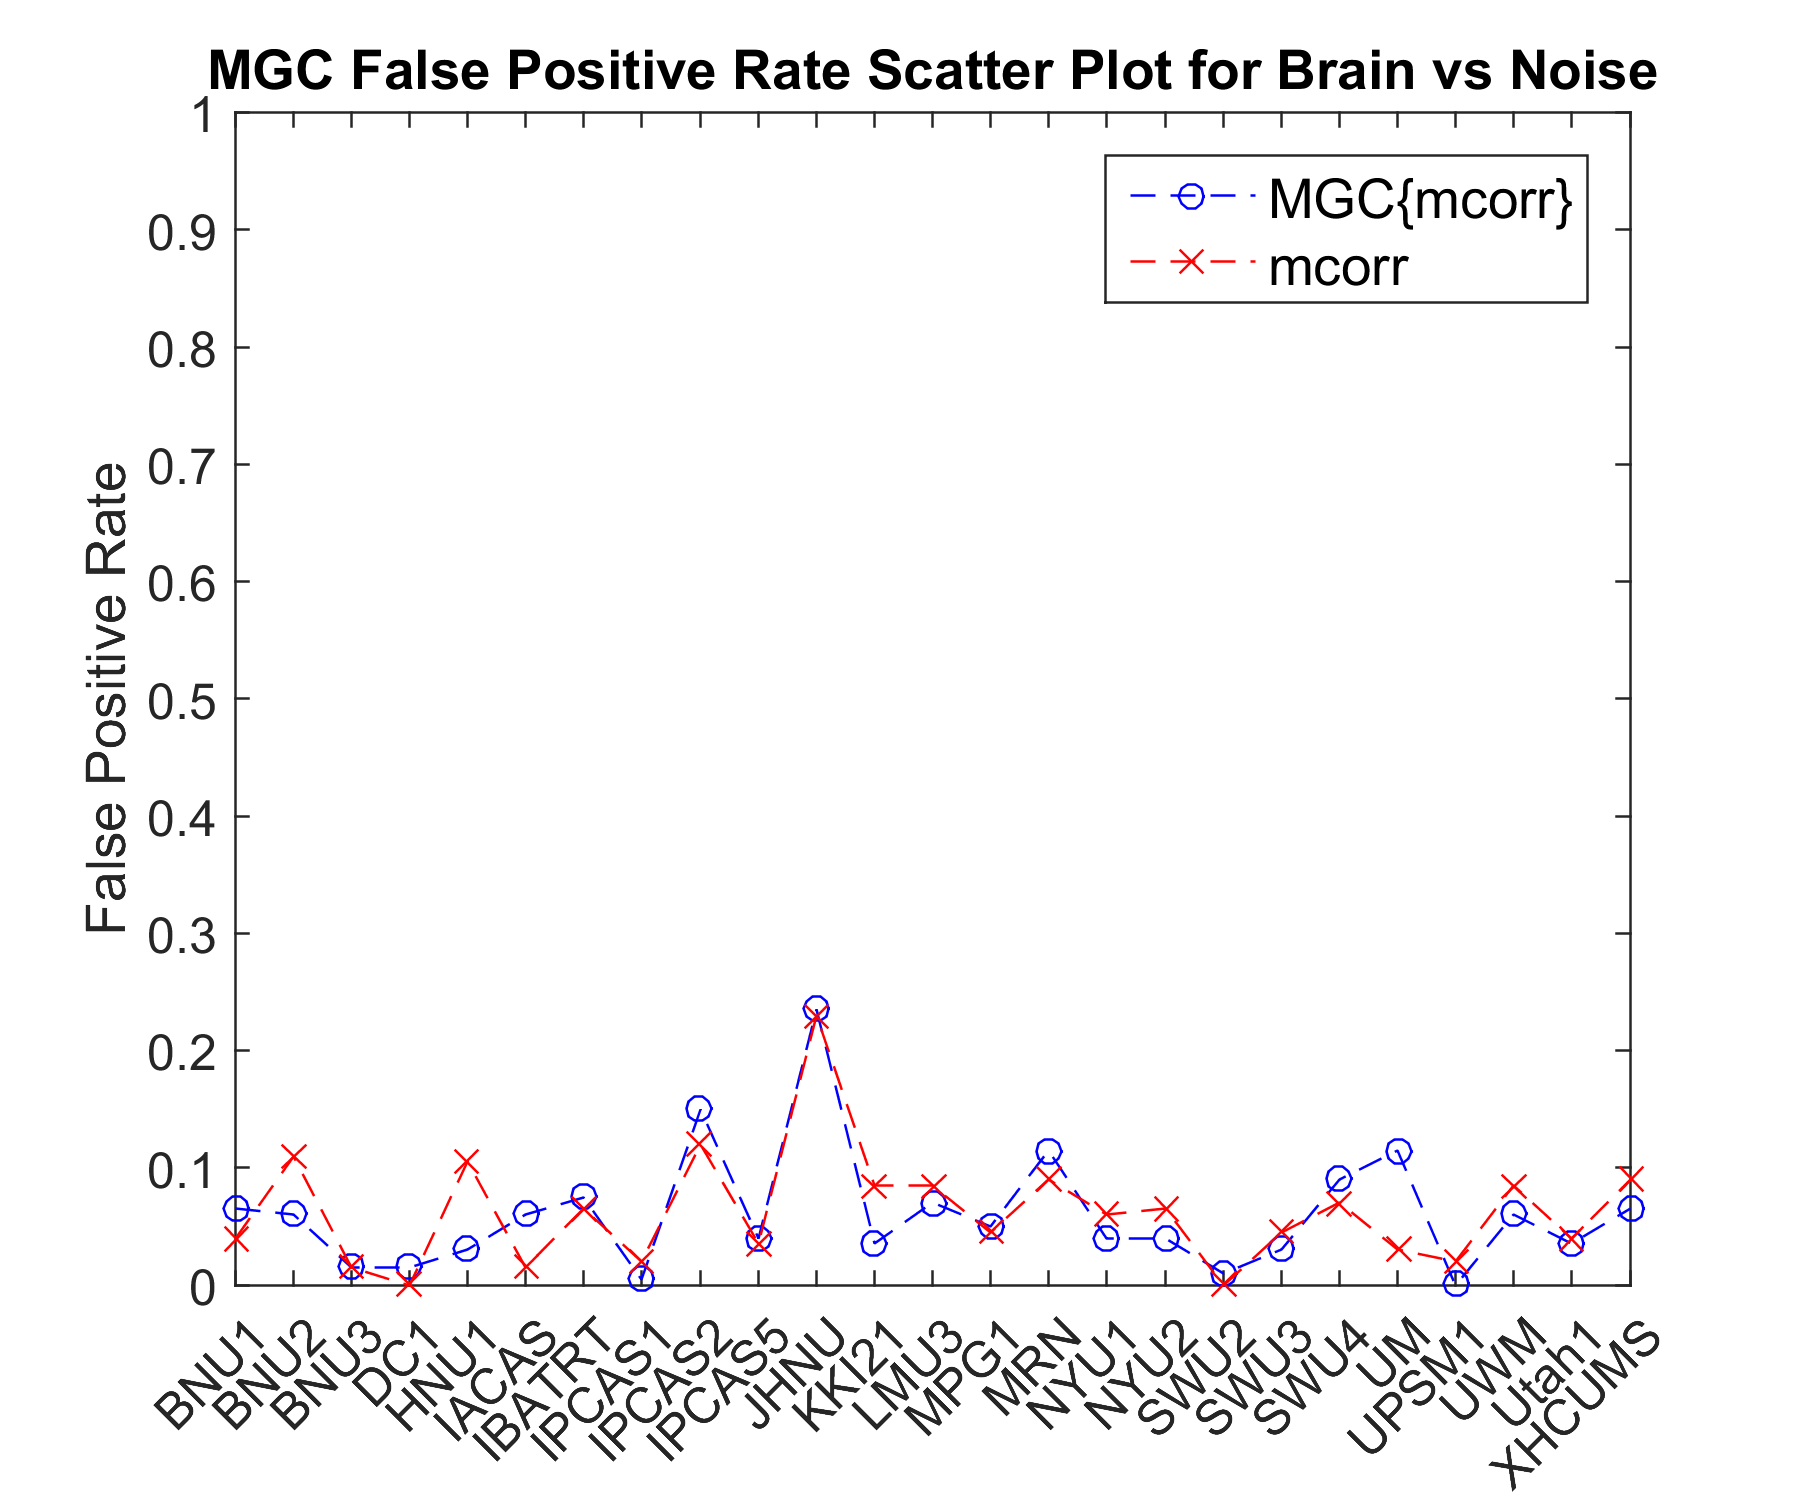 MGC False Positive Rate Scatter Plot for Brain vs Noise
1
0.9
0.8
0.7
0.6
0.5
0.4
0.3
0.2
0.1
0
False Positive Rate
MGC{mcorr}
mcorr
BNU1
BNU2
BNU3
DC1
HNU1
IACAS
IBATRT
IPCAS1
IPCAS2
IPCAS5
JHNU
KKI21
LMU3
MPG1
MRN
NYU1
NYU2
SWU2
SWU3
SWU4
UM
UPSM1
UWM
Utah1
XHCUMS